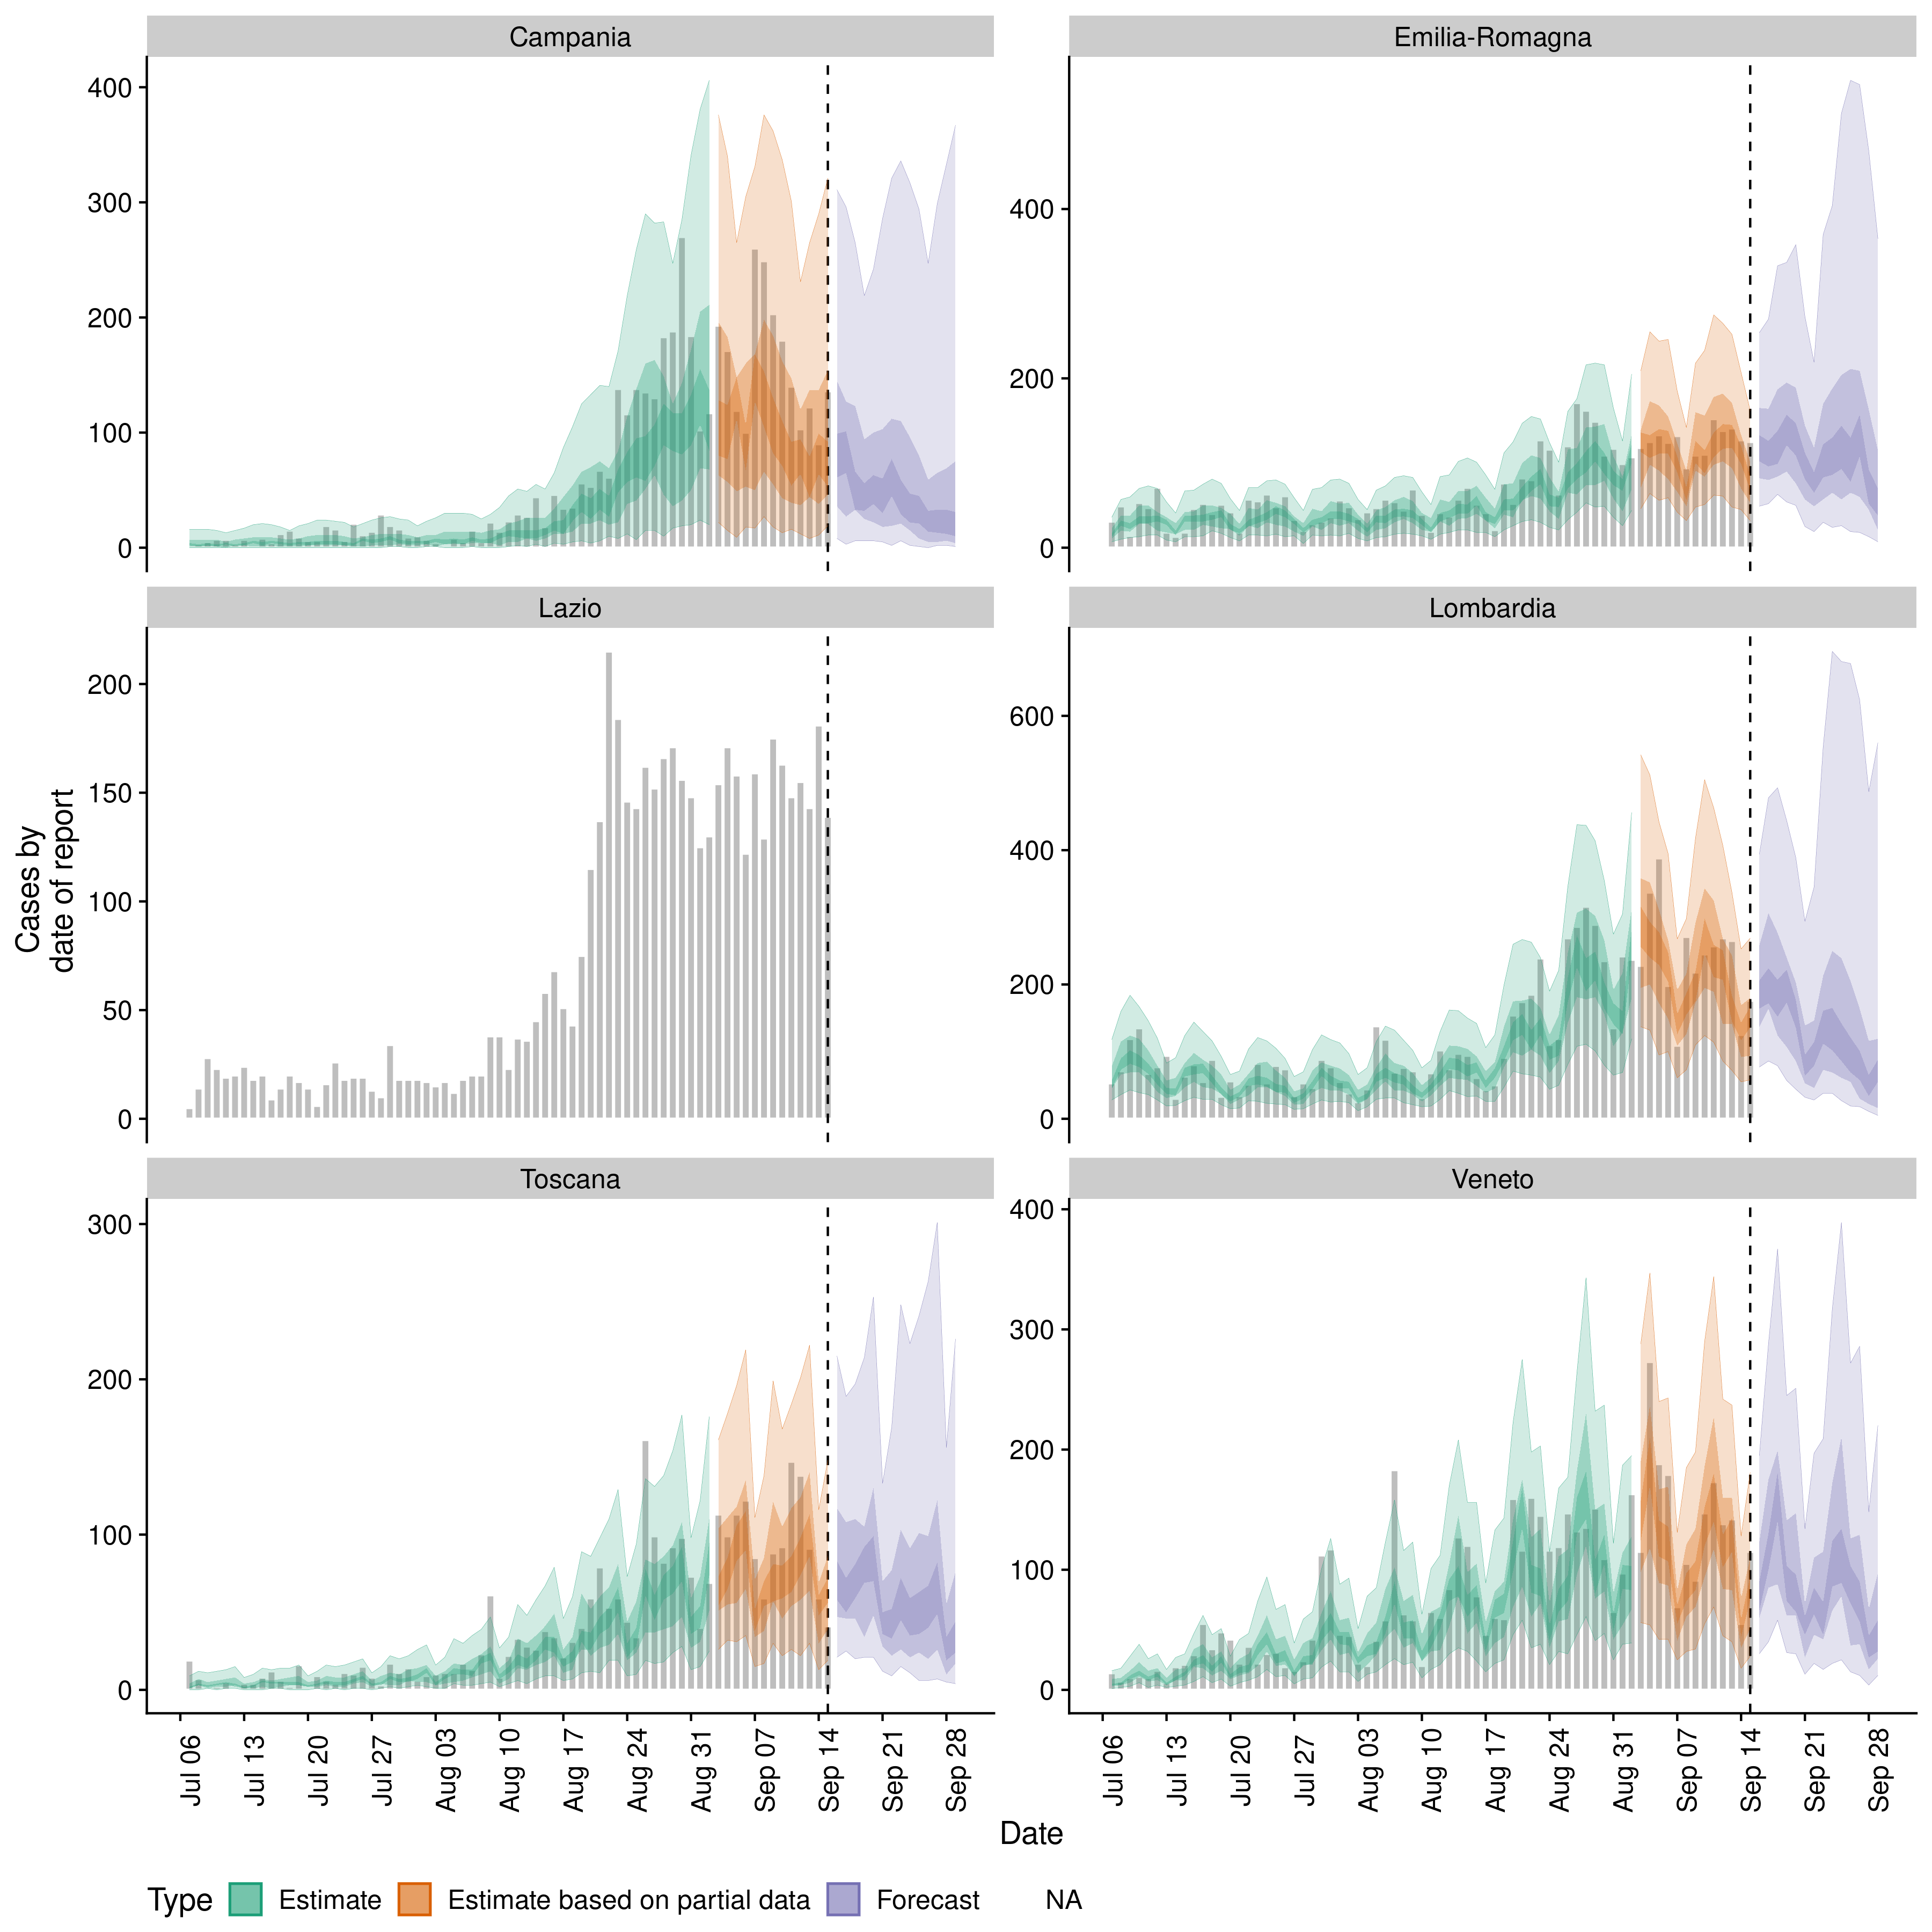 Campania
Emilia-Romagna
400
300
200
100
0
400
200
0
Lazio
Lombardia
200
150
100
50
0
600
400
200
0
Cases by
date of report
Toscana
Veneto
300
200
100
0
400
300
200
100
0
Jul 06
Jul 13
Jul 20
Jul 27
Aug 03
Aug 10
Aug 17
Aug 24
Aug 31
Sep 07
Sep 14
Sep 21
Sep 28
Jul 06
Jul 13
Jul 20
Jul 27
Aug 03
Aug 10
Aug 17
Aug 24
Aug 31
Sep 07
Sep 14
Sep 21
Sep 28
Date
Type Estimate Estimate based on partial data Forecast NA